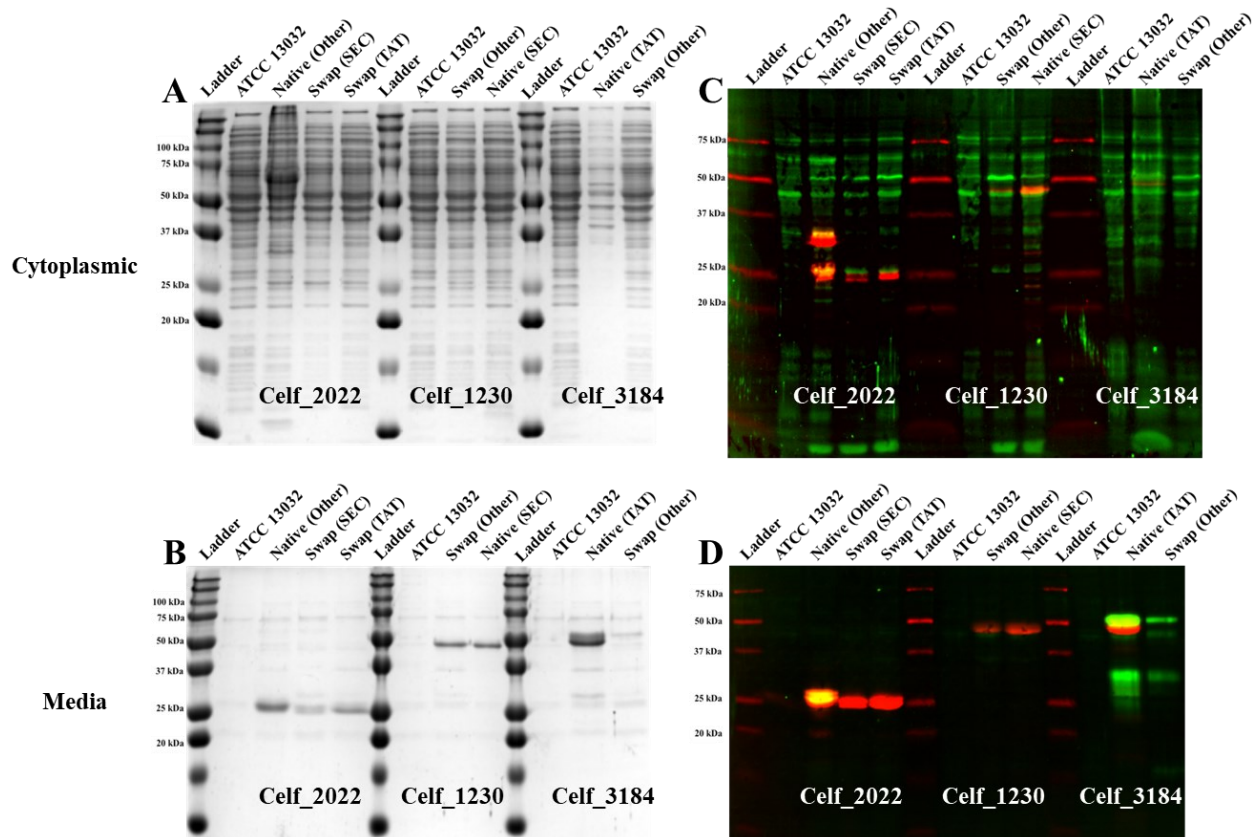 A
Ladder
ATCC 13032
Native (Other)
Swap (SEC)
Swap (TAT)
Ladder
ATCC 13032
Swap (Other)
Native (SEC)
Ladder
ATCC 13032
Native (TAT)
Swap (Other)
100 kDa
75 kDa
50 kDa
37 kDa
25 kDa
20 kDa
Cytoplasmic
Celf_2022
Celf_1230
Celf_3184
C
Ladder
ATCC 13032
Native (Other)
Swap (SEC)
Swap (TAT)
Ladder
ATCC 13032
Swap (Other)
Native (SEC)
Ladder
ATCC 13032
Native (TAT)
Swap (Other)
75 kDa
50 kDa
37 kDa
25 kDa
20 kDa
Celf_2022
Celf_1230
Celf_3184
B
Ladder
ATCC 13032
Native (Other)
Swap (SEC)
Swap (TAT)
Ladder
ATCC 13032
Swap (Other)
Native (SEC)
Ladder
ATCC 13032
Native (TAT)
Swap (Other)
100 kDa
75 kDa
50 kDa
37 kDa
25 kDa
20 kDa
Media
Celf_2022
Celf_1230
Celf_3184
D
Ladder
ATCC 13032
Native (Other)
Swap (SEC)
Swap (TAT)
Ladder
ATCC 13032
Swap (Other)
Native (SEC)
Ladder
ATCC 13032
Native (TAT)
Swap (Other)
75 kDa
50 kDa
37 kDa
25 kDa
20 kDa
Celf_2022
Celf_1230
Celf_3184